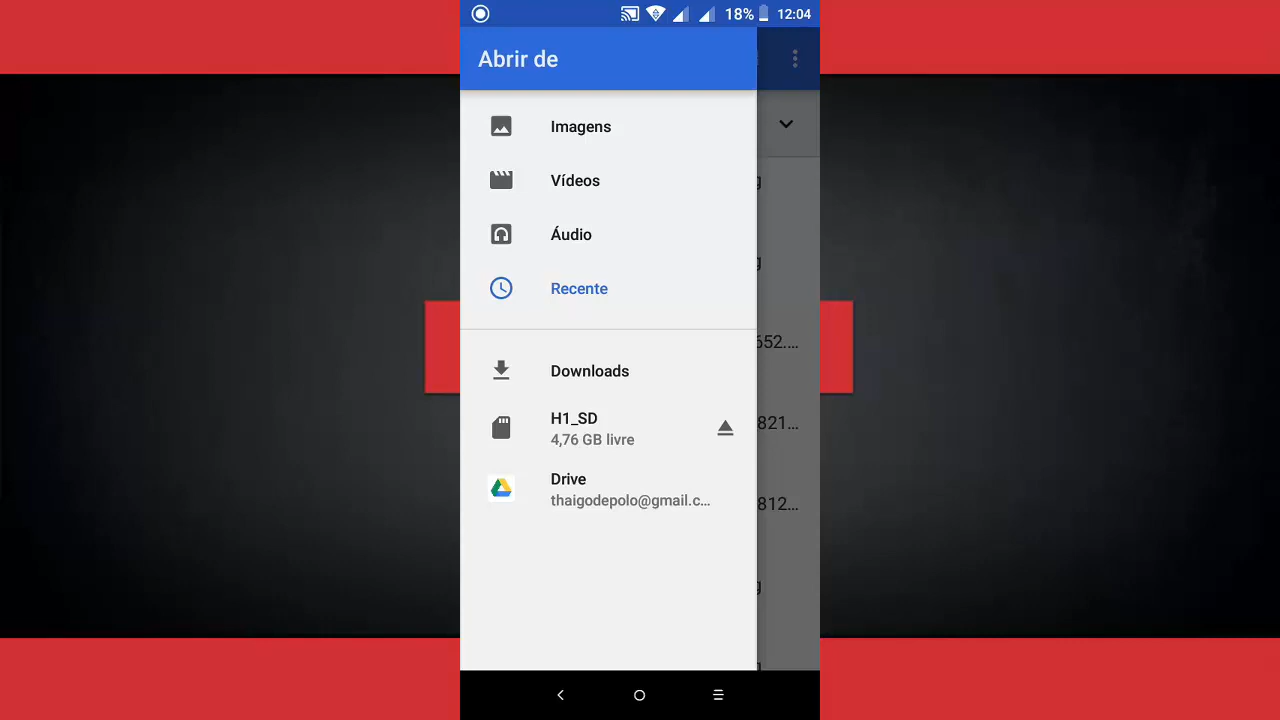 18% 12:04
Abrir de
Imagens
Vídeos
Áudio
Recente
652.…
Downloads
821…
H1_SD
4,76 GB livre
Drive
thaigodepolo@gmail.c…
812…